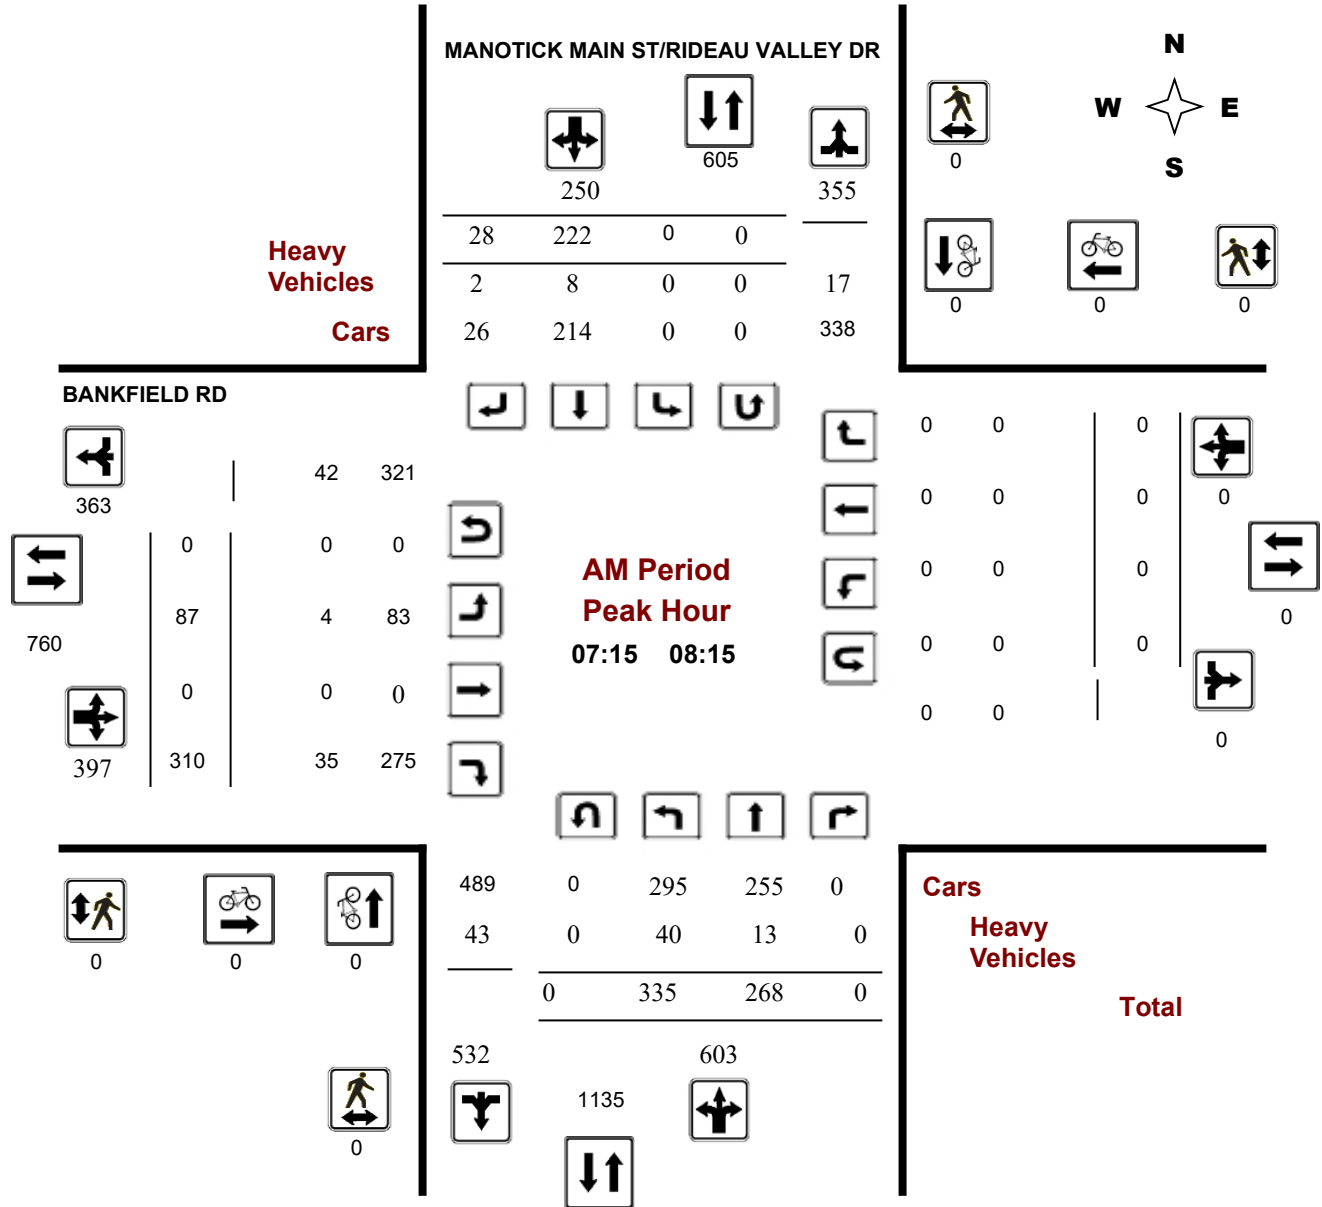 MANOTICK MAIN ST/RIDEAU VALLEY DR
N
W E
S
605
0
250 355
28 222 0 0
Heavy
Vehicles
2 8 0 0 17
0 0 0
Cars
26 214 0 0 338
BANKFIELD RD
0 0 0
42 321
363
0 0 0 0
0 0 0
AM Period
0 0 0
Peak Hour
87 4 83
0
760
07:15 08:15
0 0 0
0 0 0
0 0
0
397
310 35 275
489 0 295 255 0
Cars
43 0 40 13 0
Heavy
Vehicles
0 0 0
0 335 268 0
Total
532 603
1135
0